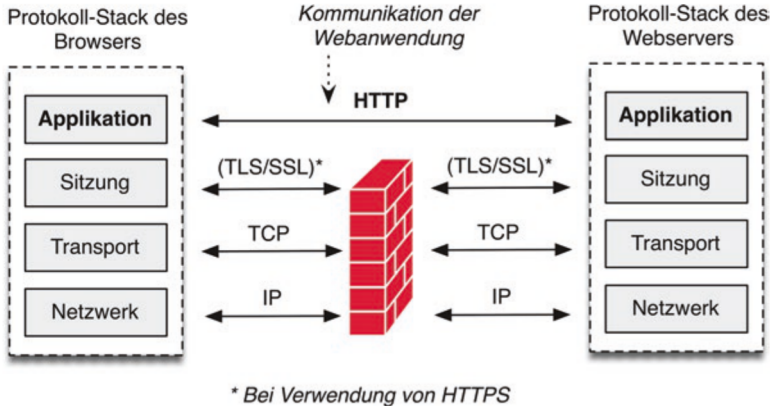 Protokoll-Stack des
Browsers
Kommunikation der
Webanwendung
Protokoll-Stack des
Webservers
Applikation
HTTP
Applikation
Sitzung
(TLS/SSL)*
(TLS/SSL)*
Sitzung
Transport
TCP
TCP
Transport
Netzwerk
IP
IP
Netzwerk
* Bei Verwendung von HTTPS